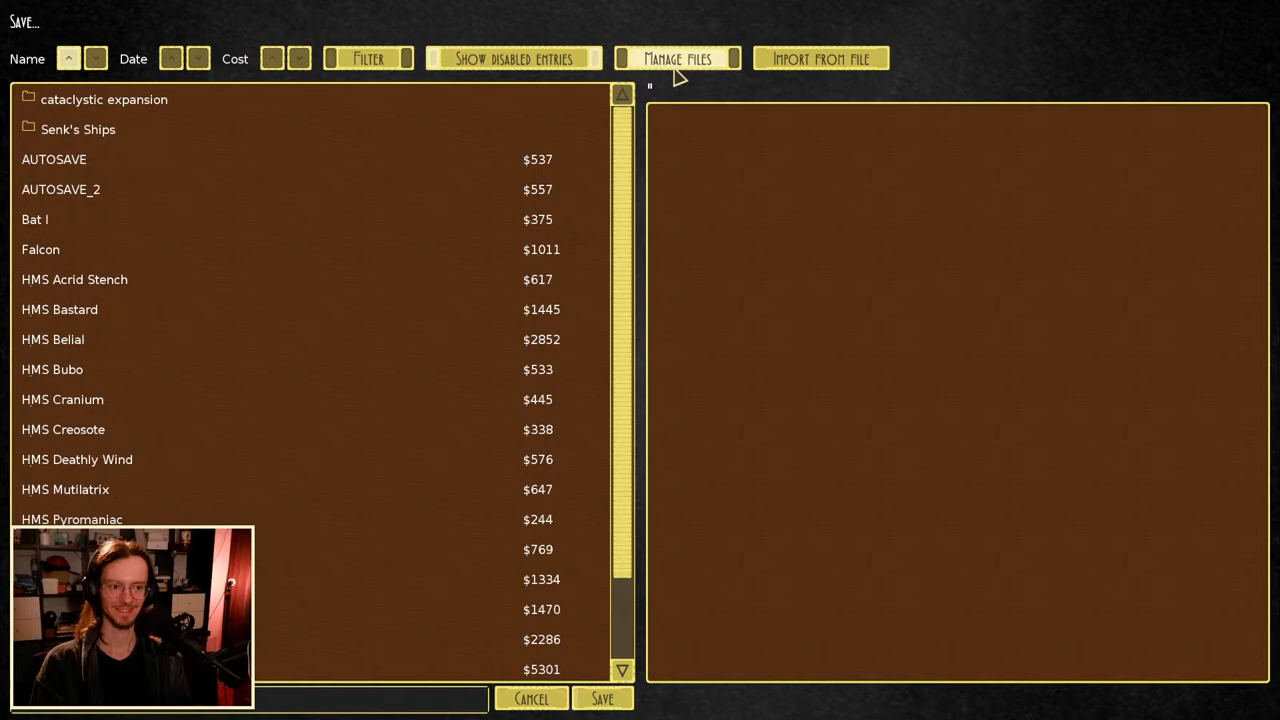 Save...
Name Date Cost Filter Show disabled entries Manage files Import from file
"
cataclystic expansion
Senk's Ships
AUTOSAVE $537
AUTOSAVE_2 $557
Bat I $375
Falcon $1011
HMS Acrid Stench $617
HMS Bastard $1445
HMS Belial $2852
HMS Bubo $533
HMS Cranium $445
HMS Creosote $338
HMS Deathly Wind $576
HMS Mutilatrix $647
HMS Pyromaniac $244
$769
$1334
$1470
$2286
$5301
Cancel Save